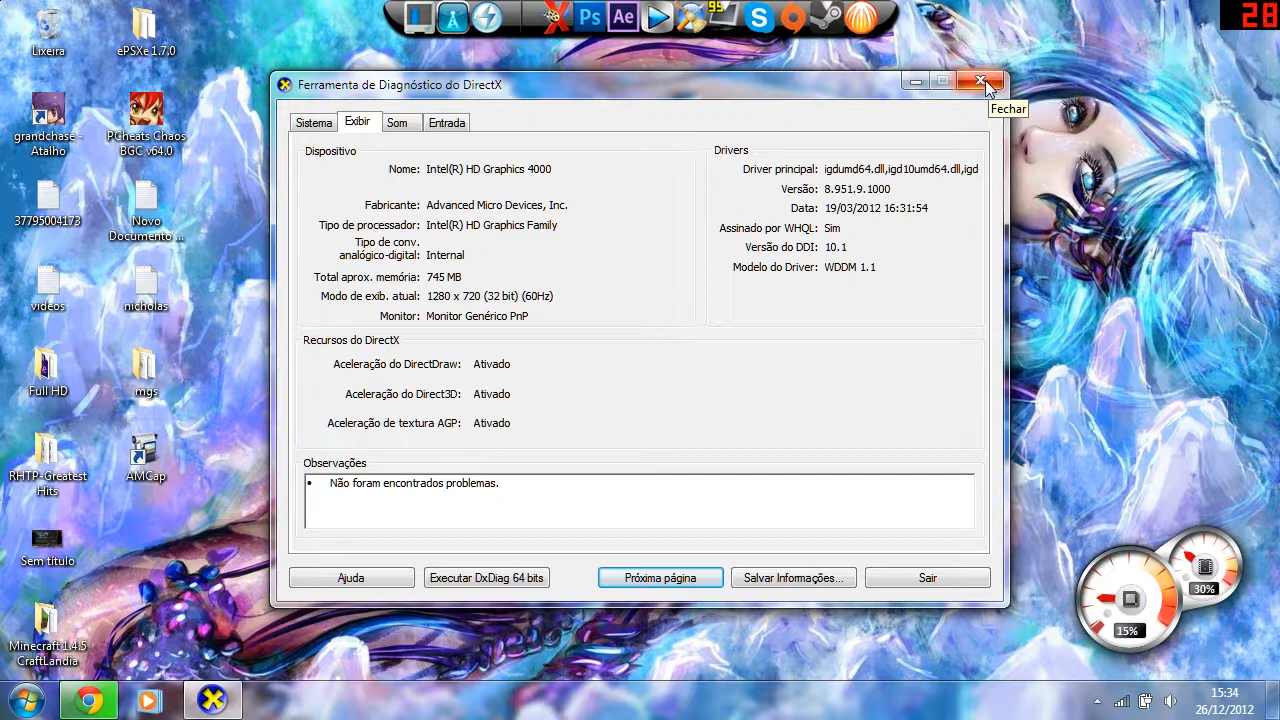 Lixeira
ePSXe 1.7.0
Ps
Ae
95
28
Ferramenta de Diagnóstico do DirectX
Fechar
grandchase - Atalho
PCheats Chaos BGC v64.0
37795004173
Novo Documento ...
videos
nicholas
Full HD
mgs
RHTP-Greatest Hits
AMCap
Sem título
Minecraft 1.4.5 CraftLandia
Sistema
Exibir
Som
Entrada
Dispositivo
Nome: Intel(R) HD Graphics 4000
Fabricante: Advanced Micro Devices, Inc.
Tipo de processador: Intel(R) HD Graphics Family
Tipo de conv. analógico-digital: Internal
Total aprox. memória: 745 MB
Modo de exib. atual: 1280 x 720 (32 bit) (60Hz)
Monitor: Monitor Genérico PnP
Drivers
Driver principal: igdumd64.dll,igd10umd64.dll,igd
Versão: 8.951.9.1000
Data: 19/03/2012 16:31:54
Assinado por WHQL: Sim
Versão do DDI: 10.1
Modelo do Driver: WDDM 1.1
Recursos do DirectX
Aceleração do DirectDraw: Ativado
Aceleração do Direct3D: Ativado
Aceleração de textura AGP: Ativado
Observações
• Não foram encontrados problemas.
Ajuda
Executar DxDiag 64 bits
Próxima página
Salvar Informações...
Sair
30%
15%
15:34
26/12/2012